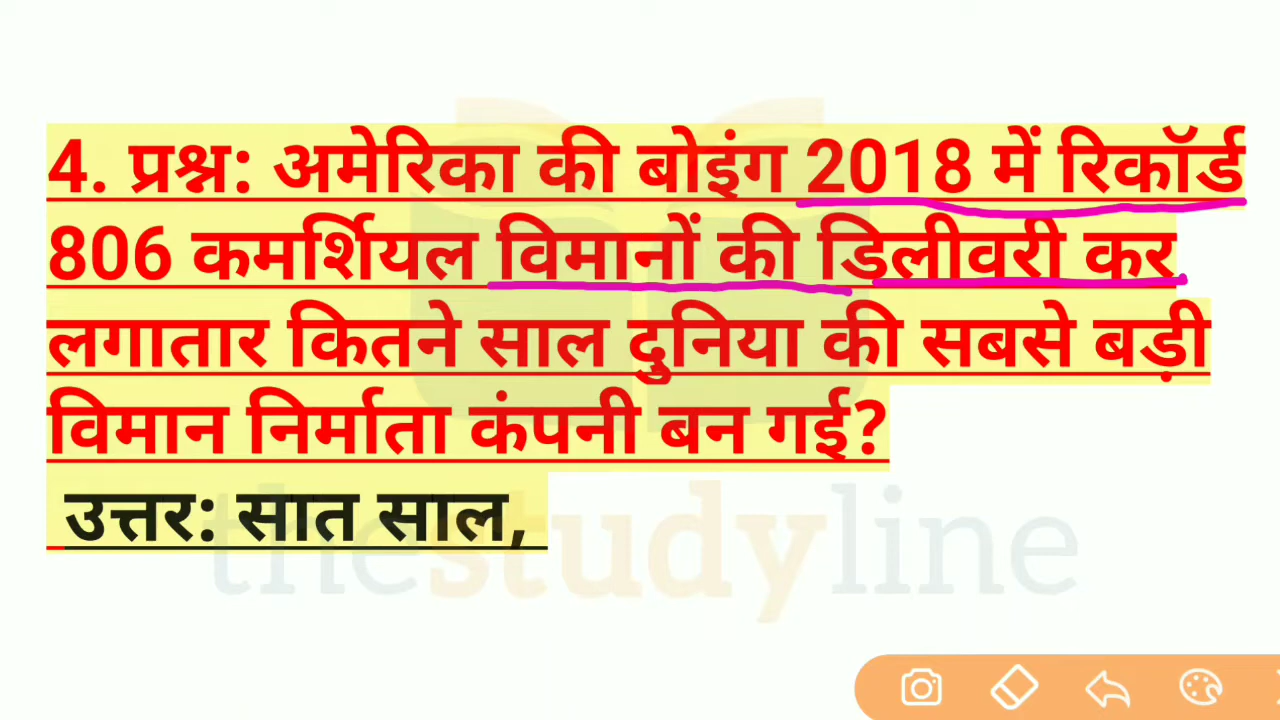 4. प्रश्न: अमेरिका की बोइंग 2018 में रिकॉर्ड
806 कमर्शियल विमानों की डिलीवरी कर
लगातार कितने साल दुनिया की सबसे बड़ी
विमान निर्माता कंपनी बन गई?
उत्तर: सात साल,
thestudyline